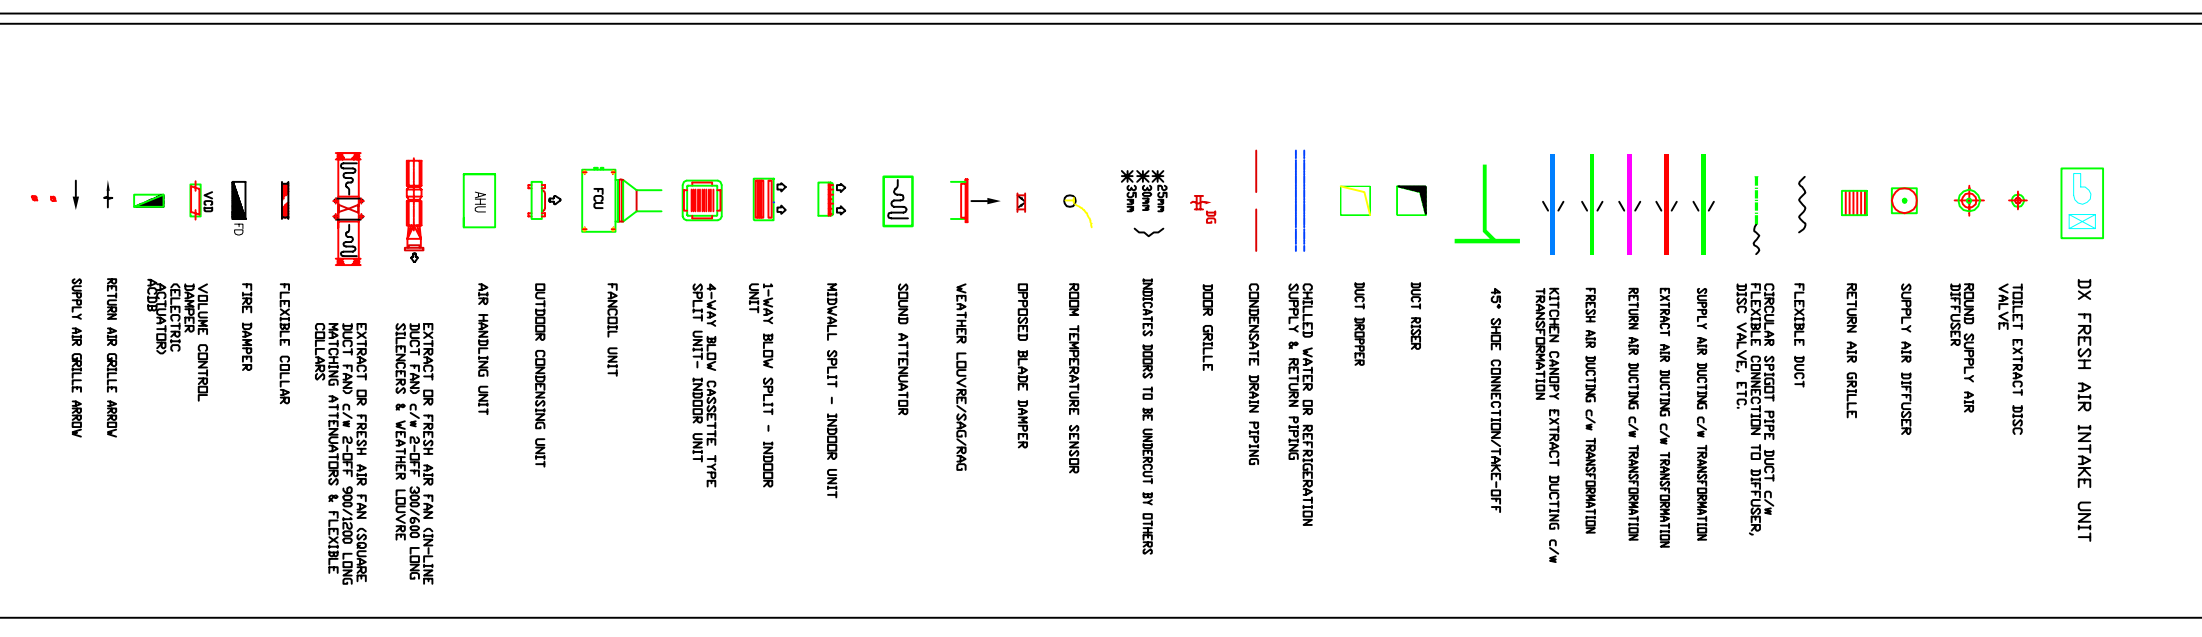 DX FRESH AIR INTAKE UNIT
TOILET EXTRACT DISC
VALVE
ROUND SUPPLY AIR
DIFFUSER
SUPPLY AIR DIFFUSER
RETURN AIR GRILLE
FLEXIBLE DUCT
CIRCULAR SPIGOT PIPE DUCT c/w
FLEXIBLE CONNECTION TO DIFFUSER,
DISC VALVE, ETC.
SUPPLY AIR DUCTING c/w TRANSFORMATION
EXTRACT AIR DUCTING c/w TRANSFORMATION
RETURN AIR DUCTING c/w TRANSFORMATION
FRESH AIR DUCTING c/w TRANSFORMATION
KITCHEN CANOPY EXTRACT DUCTING c/w
TRANSFORMATION
45° SHOE CONNECTION/TAKE-OFF
DUCT RISER
DUCT DROPPER
CHILLED WATER OR REFRIGERATION
SUPPLY & RETURN PIPING
CONDENSATE DRAIN PIPING
DG
DOOR GRILLE
*25mm
*30mm
*35mm
INDICATES DOORS TO BE UNDERCUT BY OTHERS
ROOM TEMPERATURE SENSOR
OPPOSED BLADE DAMPER
WEATHER LOUVRE/SAG/RAG
SOUND ATTENUATOR
MIDWALL SPLIT - INDOOR UNIT
1-WAY BLOW SPLIT - INDOOR
UNIT
4-WAY BLOW CASSETTE TYPE
SPLIT UNIT- INDOOR UNIT
FCU
FANCOIL UNIT
OUTDOOR CONDENSING UNIT
AHU
AIR HANDLING UNIT
EXTRACT OR FRESH AIR FAN (IN-LINE
DUCT FAN) c/w 2-OFF 300/600 LONG
SILENCERS & WEATHER LOUVRE
EXTRACT OR FRESH AIR FAN (SQUARE
DUCT FAN) c/w 2-OFF 900/1200 LONG
MATCHING ATTENUATORS & FLEXIBLE
COLLARS
FLEXIBLE COLLAR
FD
FIRE DAMPER
VCD
VOLUME CONTROL
DAMPER
(ELECTRIC
ACTUATOR)
ACDB
RETURN AIR GRILLE ARROW
SUPPLY AIR GRILLE ARROW